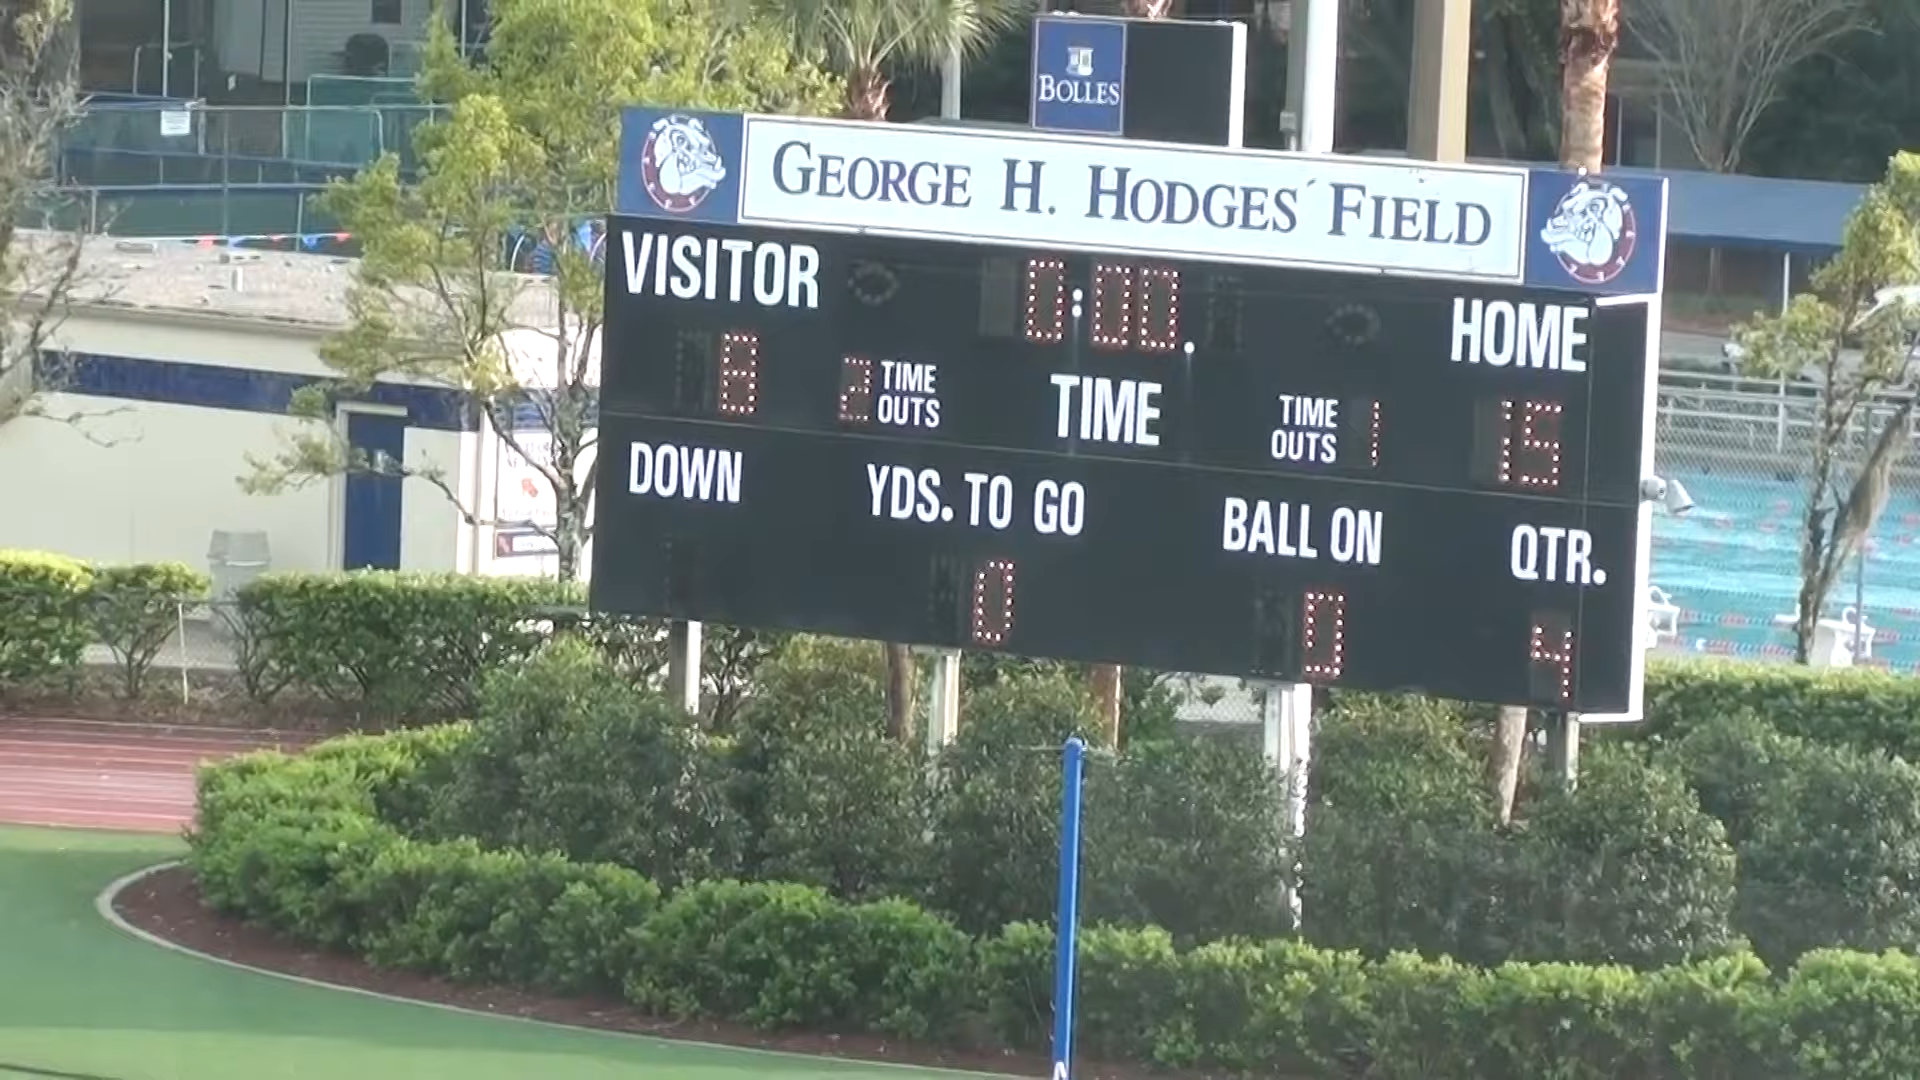 BOLLES
GEORGE H. HODGES FIELD
VISITOR 0:00. HOME
8 2 TIME OUTS TIME TIME OUTS 1 15
DOWN YDS. TO GO BALL ON QTR.
0 0 4